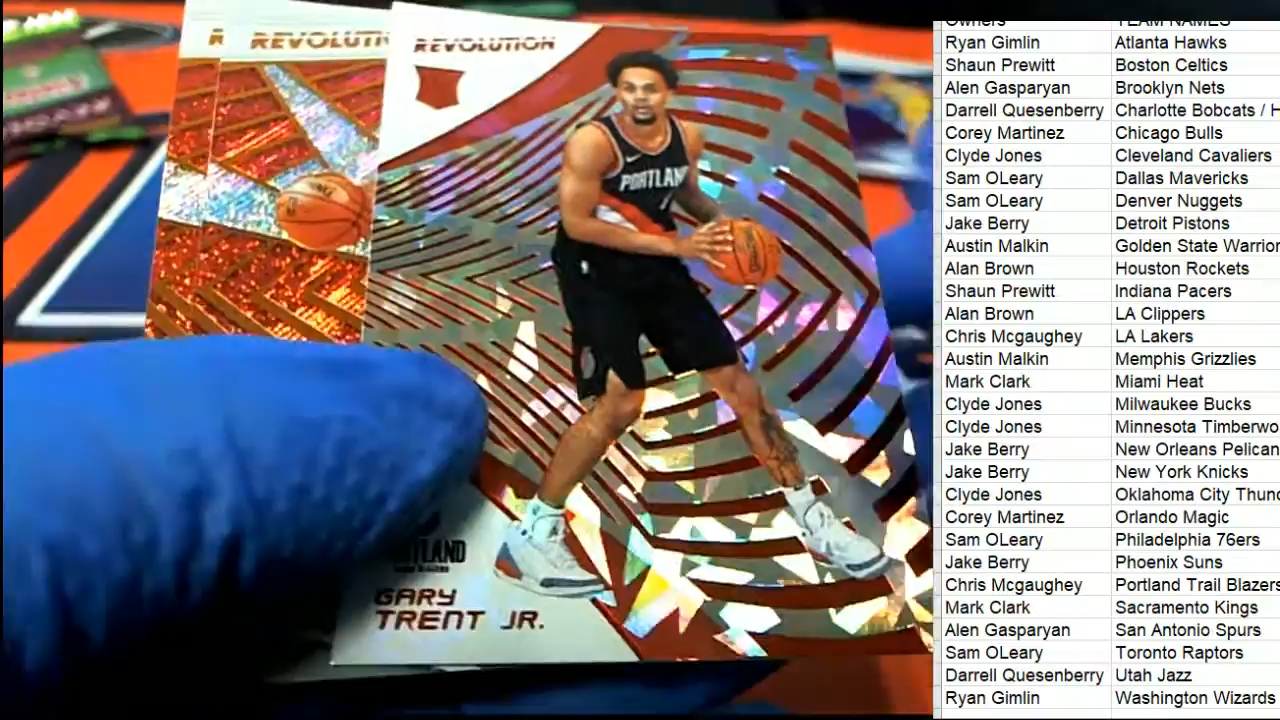 REVOLUTION
REVOLUTION
PORTLAND
GARY
TRENT JR.
Owners TEAM NAMES
Ryan Gimlin Atlanta Hawks
Shaun Prewitt Boston Celtics
Alen Gasparyan Brooklyn Nets
Darrell Quesenberry Charlotte Bobcats / H
Corey Martinez Chicago Bulls
Clyde Jones Cleveland Cavaliers
Sam OLeary Dallas Mavericks
Sam OLeary Denver Nuggets
Jake Berry Detroit Pistons
Austin Malkin Golden State Warrior
Alan Brown Houston Rockets
Shaun Prewitt Indiana Pacers
Alan Brown LA Clippers
Chris Mcgaughey LA Lakers
Austin Malkin Memphis Grizzlies
Mark Clark Miami Heat
Clyde Jones Milwaukee Bucks
Clyde Jones Minnesota Timberwo
Jake Berry New Orleans Pelican
Jake Berry New York Knicks
Clyde Jones Oklahoma City Thund
Corey Martinez Orlando Magic
Sam OLeary Philadelphia 76ers
Jake Berry Phoenix Suns
Chris Mcgaughey Portland Trail Blazers
Mark Clark Sacramento Kings
Alen Gasparyan San Antonio Spurs
Sam OLeary Toronto Raptors
Darrell Quesenberry Utah Jazz
Ryan Gimlin Washington Wizards